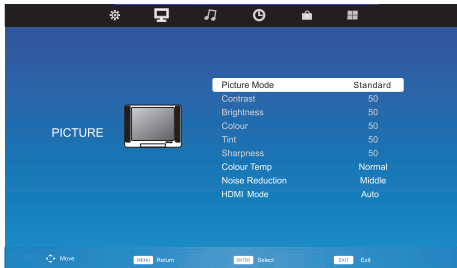 Picture Mode Standard
Contrast 50
Brightness 50
Colour 50
Tint 50
Sharpness 50
Colour Temp Normal
Noise Reduction Middle
HDMI Mode Auto
PICTURE
Move MENU Return ENTER Select EXIT Exit